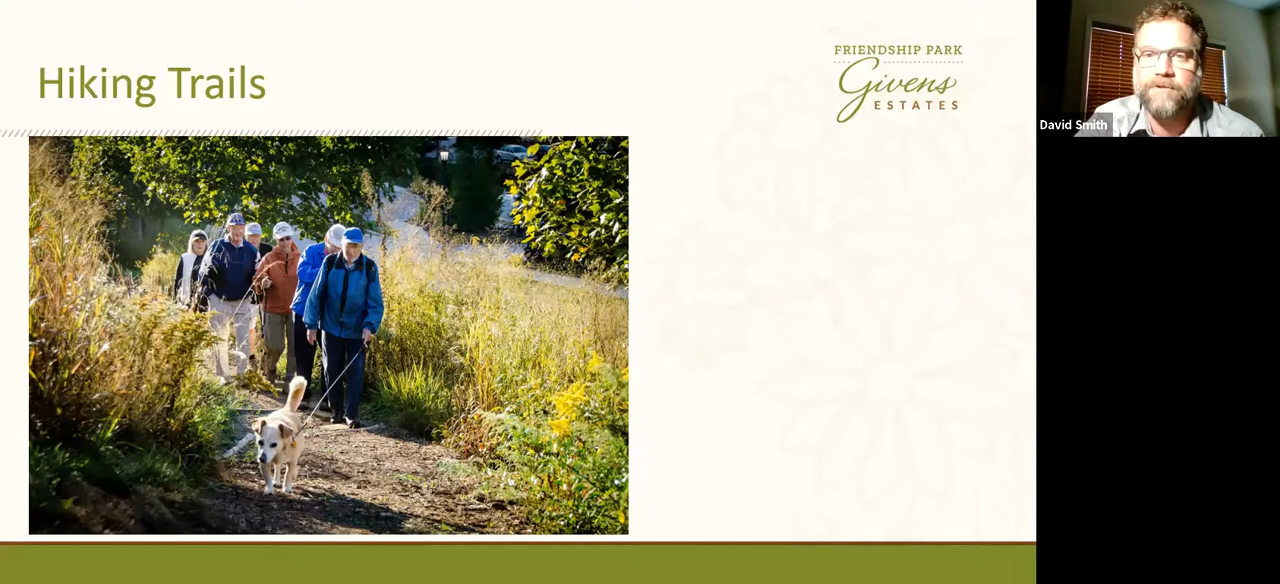 Hiking Trails
FRIENDSHIP PARK
Givens
ESTATES
David Smith